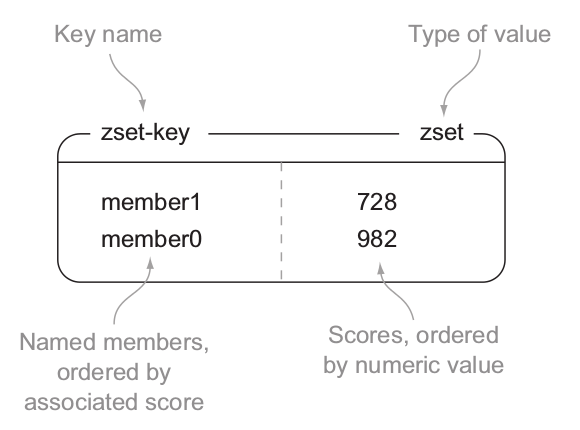 Key name
Type of value
zset-key
zset
member1
728
member0
982
Named members,
ordered by
associated score
Scores, ordered
by numeric value